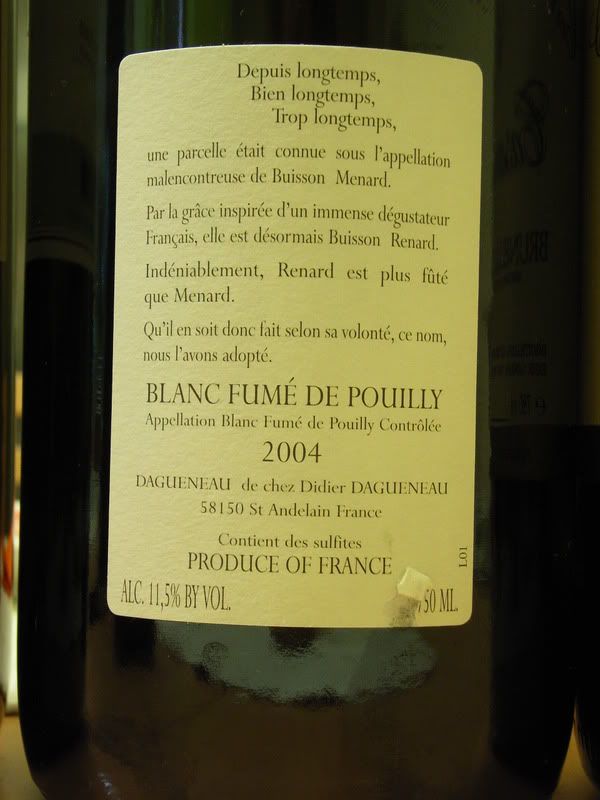 Depuis longtemps,
Bien longtemps,
Trop longtemps,
une parcelle était connue sous l'appellation
malencontreuse de Buisson Menard.
Par la grâce inspirée d'un immense dégustateur
Français, elle est désormais Buisson Renard.
Indéniablement, Renard est plus fûté
que Menard.
Qu'il en soit donc fait selon sa volonté, ce nom,
nous l'avons adopté.
BLANC FUMÉ DE POUILLY
Appellation Blanc Fumé de Pouilly Contrôlée
2004
DAGUENEAU de chez Didier DAGUENEAU
58150 St Andelain France
Contient des sulfites
PRODUCE OF FRANCE
L01
ALC. 11,5% BY VOL.
50 ML.